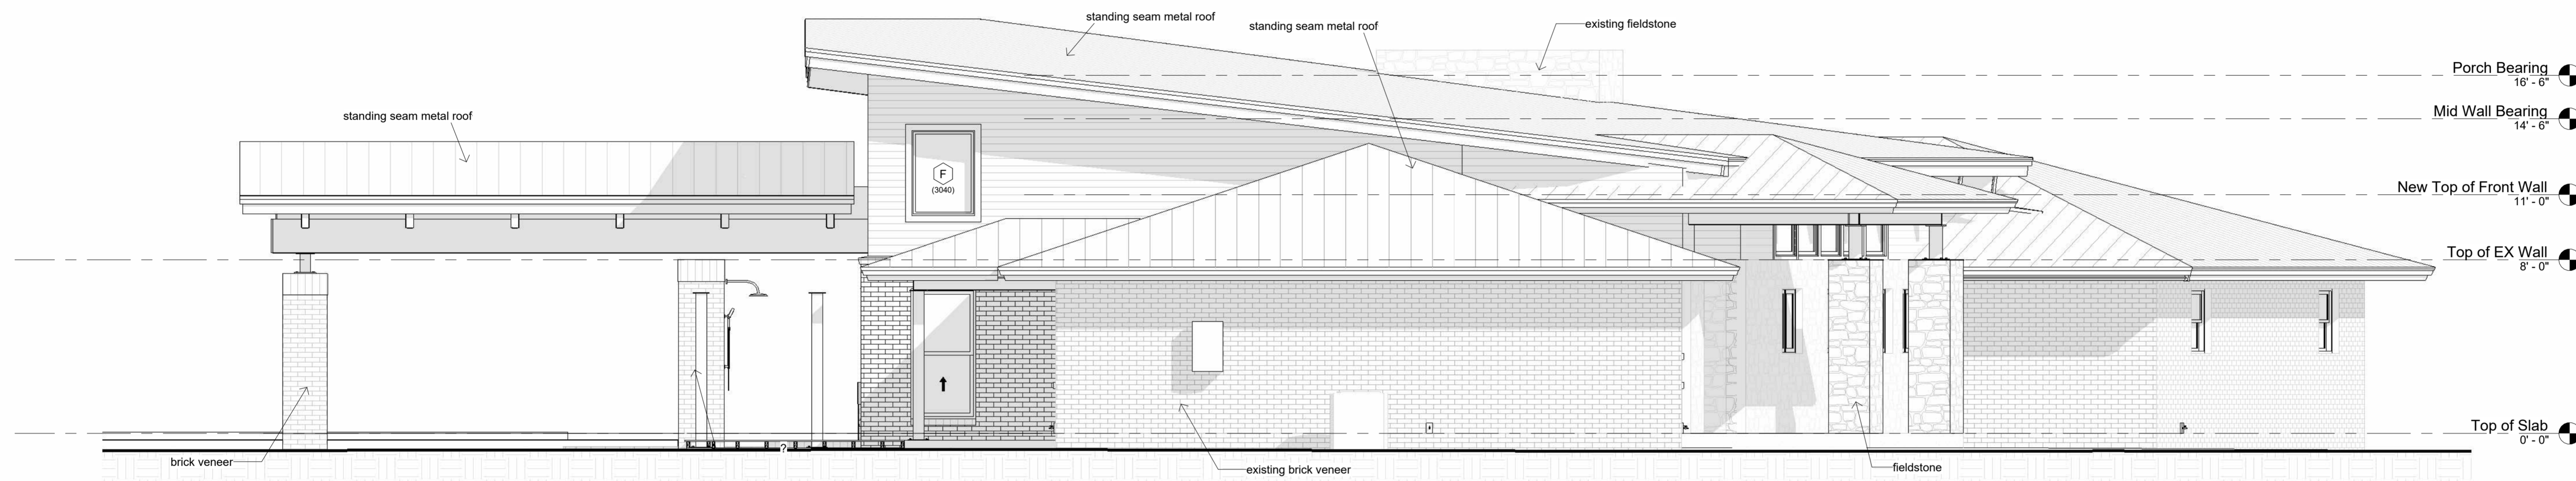 standing seam metal roof
standing seam metal roof
existing fieldstone
Porch Bearing
16' - 6"
Mid Wall Bearing
14' - 6"
standing seam metal roof
F
(3040)
New Top of Front Wall
11' - 0"
Top of EX Wall
8' - 0"
Top of Slab
0' - 0"
?
brick veneer
existing brick veneer
fieldstone